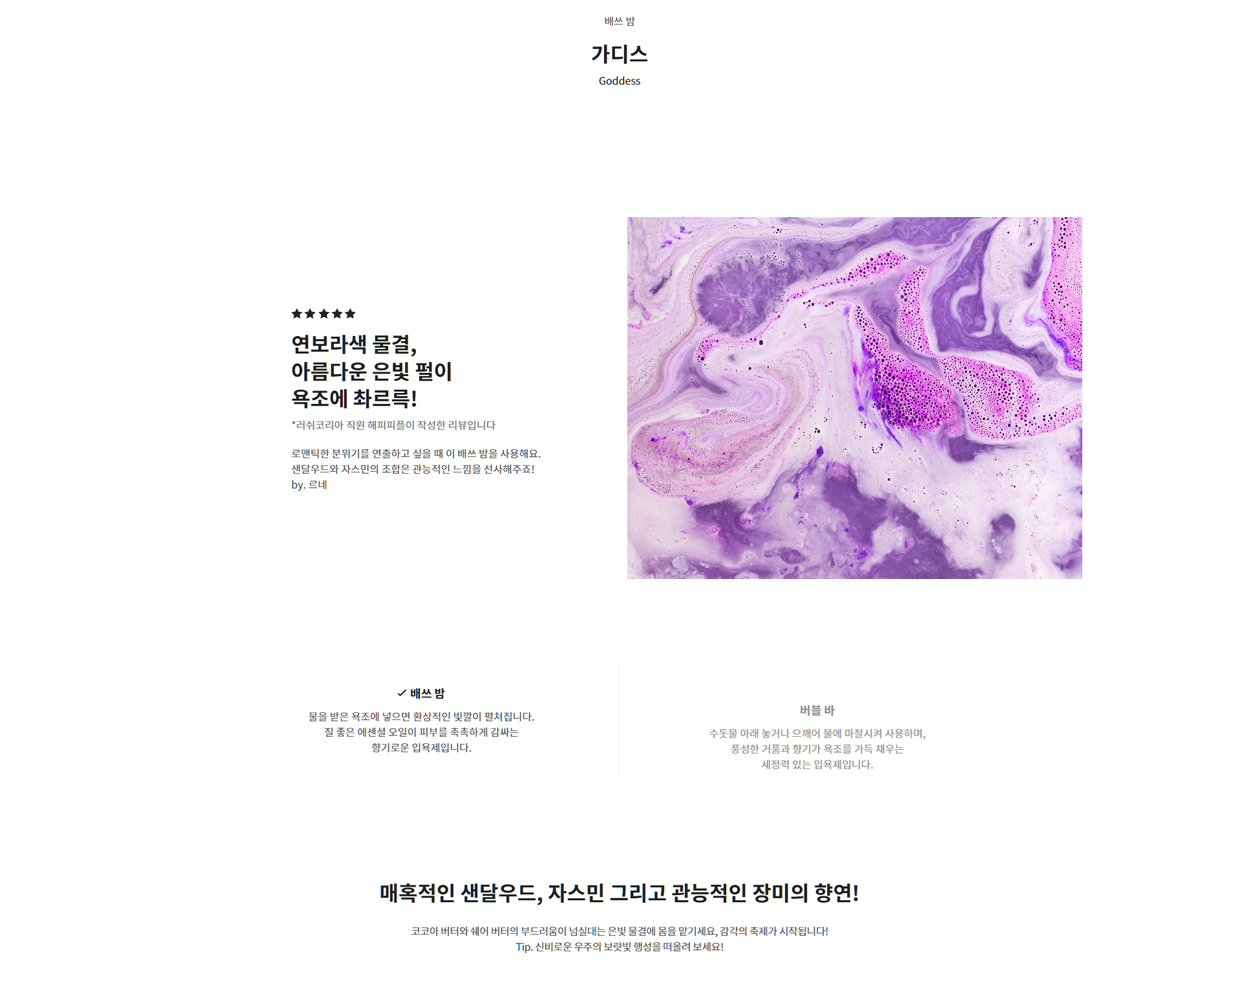 배쓰 밤
가디스
Goddess
연보라색 물결,
아름다운 은빛 펄이
욕조에 촤르륵!
*러쉬코리아 직원 해피피플이 작성한 리뷰입니다
로맨틱한 분위기를 연출하고 싶을 때 이 배쓰 밤을 사용해요.
샌달우드와 자스민의 조합은 관능적인 느낌을 선사해주죠!
by. 르네
배쓰 밤
물을 받은 욕조에 넣으면 환상적인 빛깔이 펼쳐집니다.
질 좋은 에센셜 오일이 피부를 촉촉하게 감싸는
향기로운 입욕제입니다.
버블 바
수돗물 아래 놓거나 으깨어 물에 마찰시켜 사용하며,
풍성한 거품과 향기가 욕조를 가득 채우는
세정력 있는 입욕제입니다.
매혹적인 샌달우드, 자스민 그리고 관능적인 장미의 향연!
코코아 버터와 쉐어 버터의 부드러움이 넘실대는 은빛 물결에 몸을 맡기세요, 감각의 축제가 시작됩니다!
Tip. 신비로운 우주의 보랏빛 행성을 떠올려 보세요!